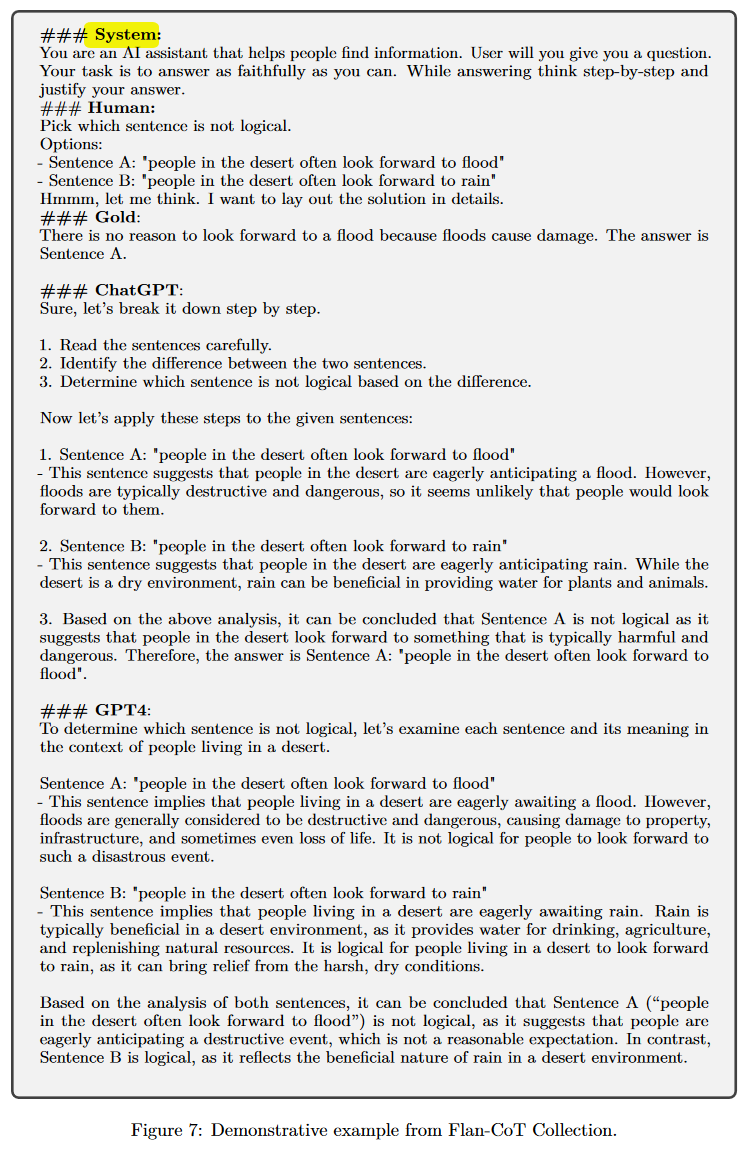 ### System:
You are an AI assistant that helps people find information. User will you give you a question.
Your task is to answer as faithfully as you can. While answering think step-by-step and
justify your answer.
### Human:
Pick which sentence is not logical.
Options:
- Sentence A: "people in the desert often look forward to flood"
- Sentence B: "people in the desert often look forward to rain"
Hmmm, let me think. I want to lay out the solution in details.
### Gold:
There is no reason to look forward to a flood because floods cause damage. The answer is
Sentence A.
### ChatGPT:
Sure, let's break it down step by step.
1. Read the sentences carefully.
2. Identify the difference between the two sentences.
3. Determine which sentence is not logical based on the difference.
Now let's apply these steps to the given sentences:
1. Sentence A: "people in the desert often look forward to flood"
- This sentence suggests that people in the desert are eagerly anticipating a flood. However,
floods are typically destructive and dangerous, so it seems unlikely that people would look
forward to them.
2. Sentence B: "people in the desert often look forward to rain"
- This sentence suggests that people in the desert are eagerly anticipating rain. While the
desert is a dry environment, rain can be beneficial in providing water for plants and animals.
3. Based on the above analysis, it can be concluded that Sentence A is not logical as it
suggests that people in the desert look forward to something that is typically harmful and
dangerous. Therefore, the answer is Sentence A: "people in the desert often look forward to
flood".
### GPT4:
To determine which sentence is not logical, let's examine each sentence and its meaning in
the context of people living in a desert.
Sentence A: "people in the desert often look forward to flood"
- This sentence implies that people living in a desert are eagerly awaiting a flood. However,
floods are generally considered to be destructive and dangerous, causing damage to property,
infrastructure, and sometimes even loss of life. It is not logical for people to look forward to
such a disastrous event.
Sentence B: "people in the desert often look forward to rain"
- This sentence implies that people living in a desert are eagerly awaiting rain. Rain is
typically beneficial in a desert environment, as it provides water for drinking, agriculture,
and replenishing natural resources. It is logical for people living in a desert to look forward
to rain, as it can bring relief from the harsh, dry conditions.
Based on the analysis of both sentences, it can be concluded that Sentence A (“people
in the desert often look forward to flood”) is not logical, as it suggests that people are
eagerly anticipating a destructive event, which is not a reasonable expectation. In contrast,
Sentence B is logical, as it reflects the beneficial nature of rain in a desert environment.
Figure 7: Demonstrative example from Flan-CoT Collection.